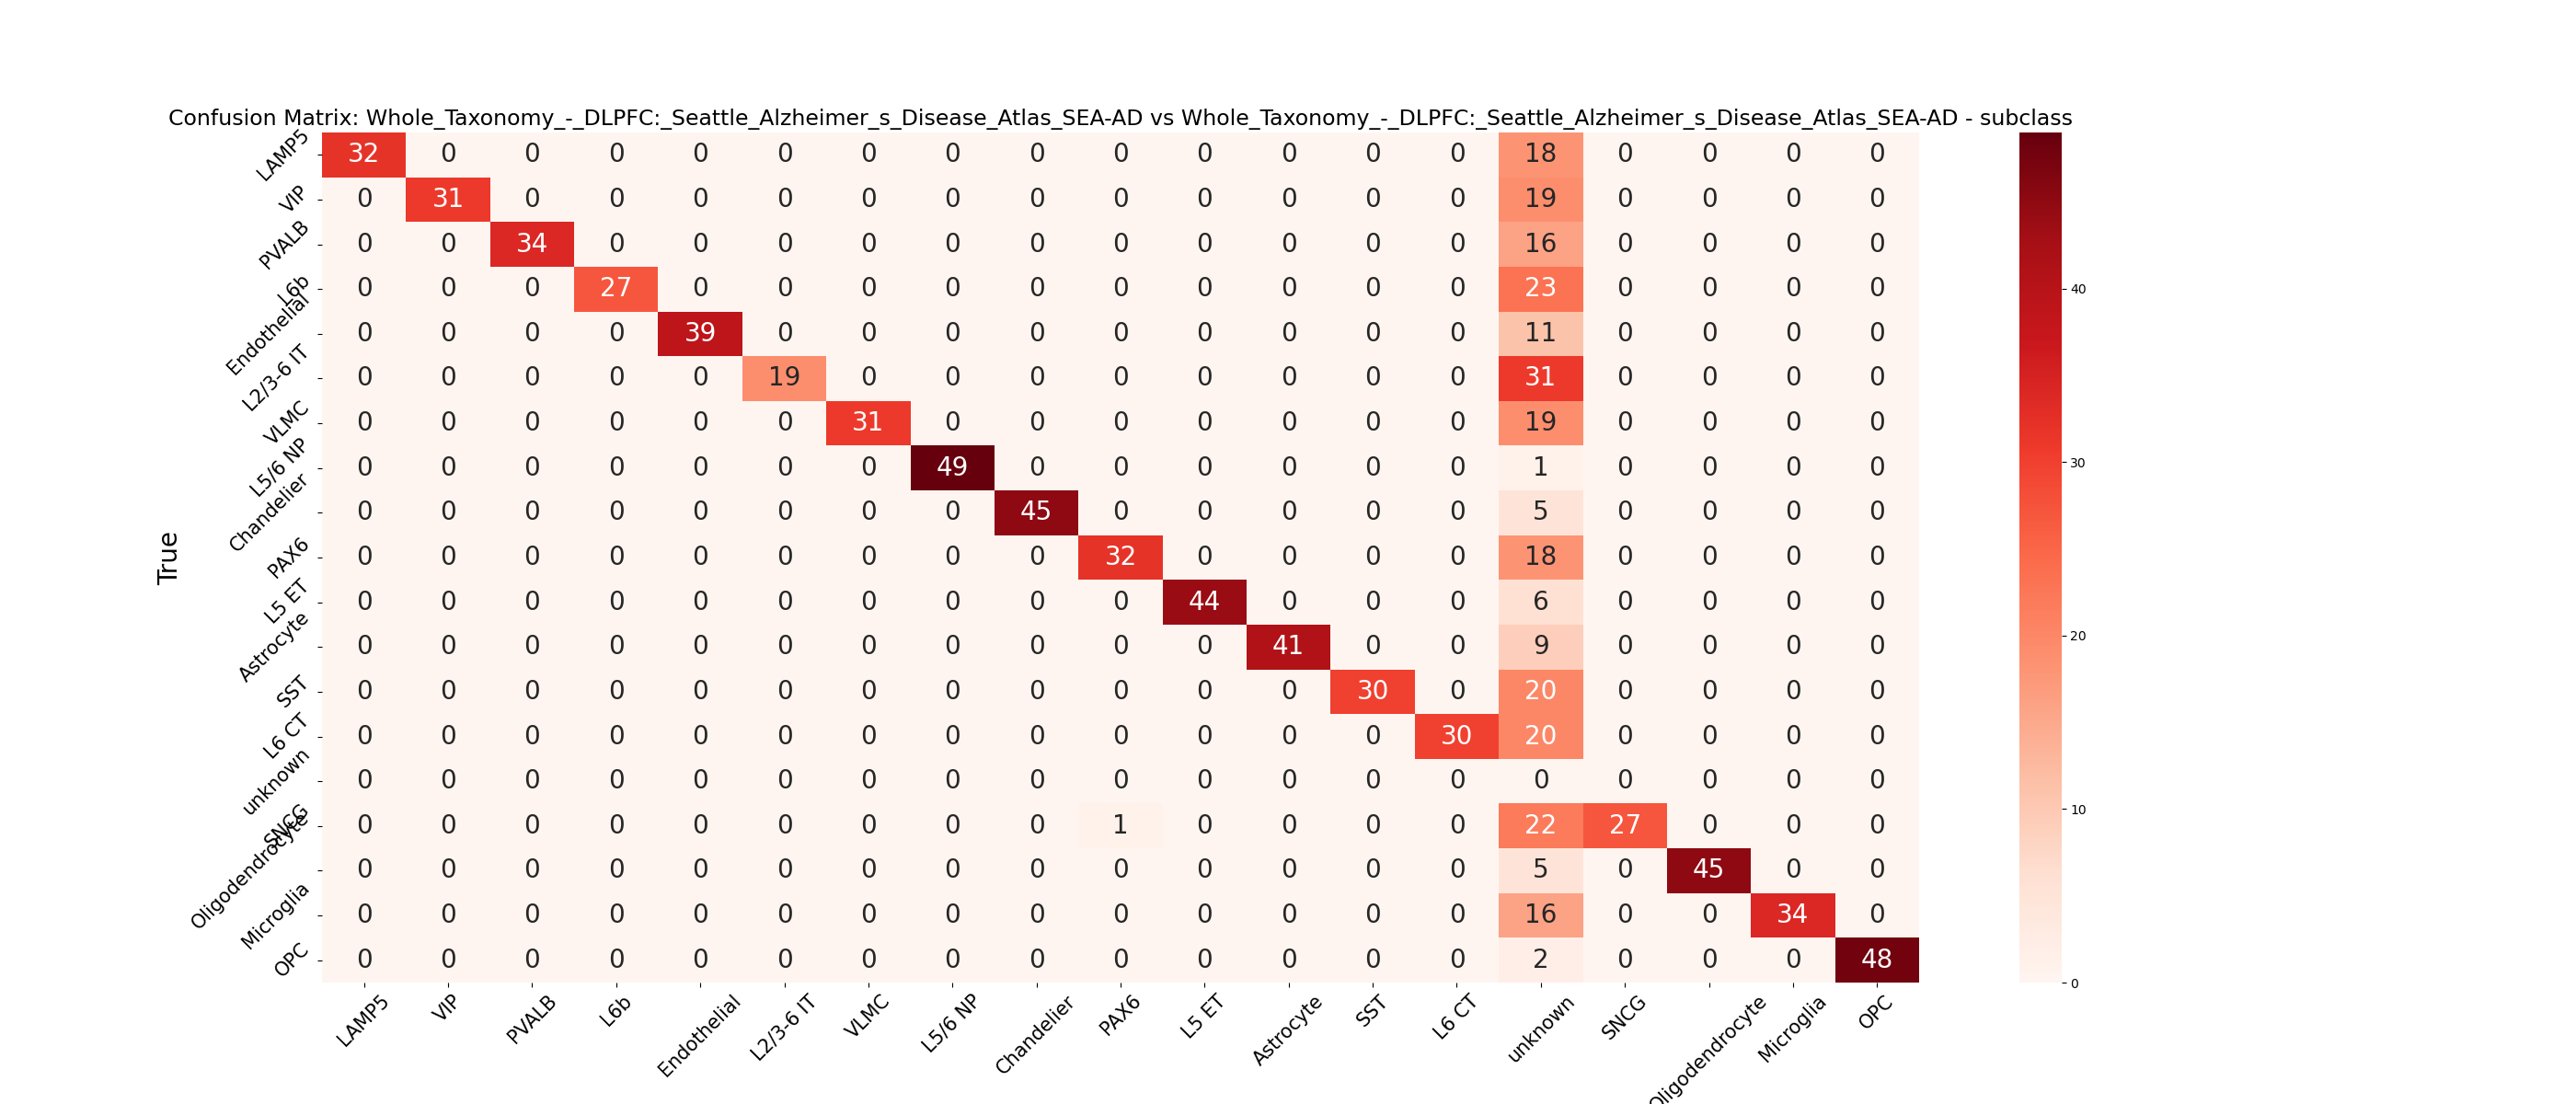 Confusion Matrix: Whole_Taxonomy_-_DLPFC:_Seattle_Alzheimer_s_Disease_Atlas_SEA-AD vs Whole_Taxonomy_-_DLPFC:_Seattle_Alzheimer_s_Disease_Atlas_SEA-AD - subclass
True
LAMP5 32 0 0 0 0 0 0 0 0 0 0 0 0 0 18 0 0 0 0
VIP 0 31 0 0 0 0 0 0 0 0 0 0 0 0 19 0 0 0 0
PVALB 0 0 34 0 0 0 0 0 0 0 0 0 0 0 16 0 0 0 0
L6b 0 0 0 27 0 0 0 0 0 0 0 0 0 0 23 0 0 0 0
Endothelial 0 0 0 0 39 0 0 0 0 0 0 0 0 0 11 0 0 0 0
L2/3-6 IT 0 0 0 0 0 19 0 0 0 0 0 0 0 0 31 0 0 0 0
VLMC 0 0 0 0 0 0 31 0 0 0 0 0 0 0 19 0 0 0 0
L5/6 NP 0 0 0 0 0 0 0 49 0 0 0 0 0 0 1 0 0 0 0
Chandelier 0 0 0 0 0 0 0 0 45 0 0 0 0 0 5 0 0 0 0
PAX6 0 0 0 0 0 0 0 0 0 32 0 0 0 0 18 0 0 0 0
L5 ET 0 0 0 0 0 0 0 0 0 0 44 0 0 0 6 0 0 0 0
Astrocyte 0 0 0 0 0 0 0 0 0 0 0 41 0 0 9 0 0 0 0
SST 0 0 0 0 0 0 0 0 0 0 0 0 30 0 20 0 0 0 0
L6 CT 0 0 0 0 0 0 0 0 0 0 0 0 0 30 20 0 0 0 0
unknown 0 0 0 0 0 0 0 0 0 0 0 0 0 0 0 0 0 0 0
SNCG 0 0 0 0 0 0 0 0 0 1 0 0 0 0 22 27 0 0 0
Oligodendrocyte 0 0 0 0 0 0 0 0 0 0 0 0 0 0 5 0 45 0 0
Microglia 0 0 0 0 0 0 0 0 0 0 0 0 0 0 16 0 0 34 0
OPC 0 0 0 0 0 0 0 0 0 0 0 0 0 0 2 0 0 0 48
LAMP5 VIP PVALB L6b Endothelial L2/3-6 IT VLMC L5/6 NP Chandelier PAX6 L5 ET Astrocyte SST L6 CT unknown SNCG Oligodendrocyte Microglia OPC
40
30
20
10
0